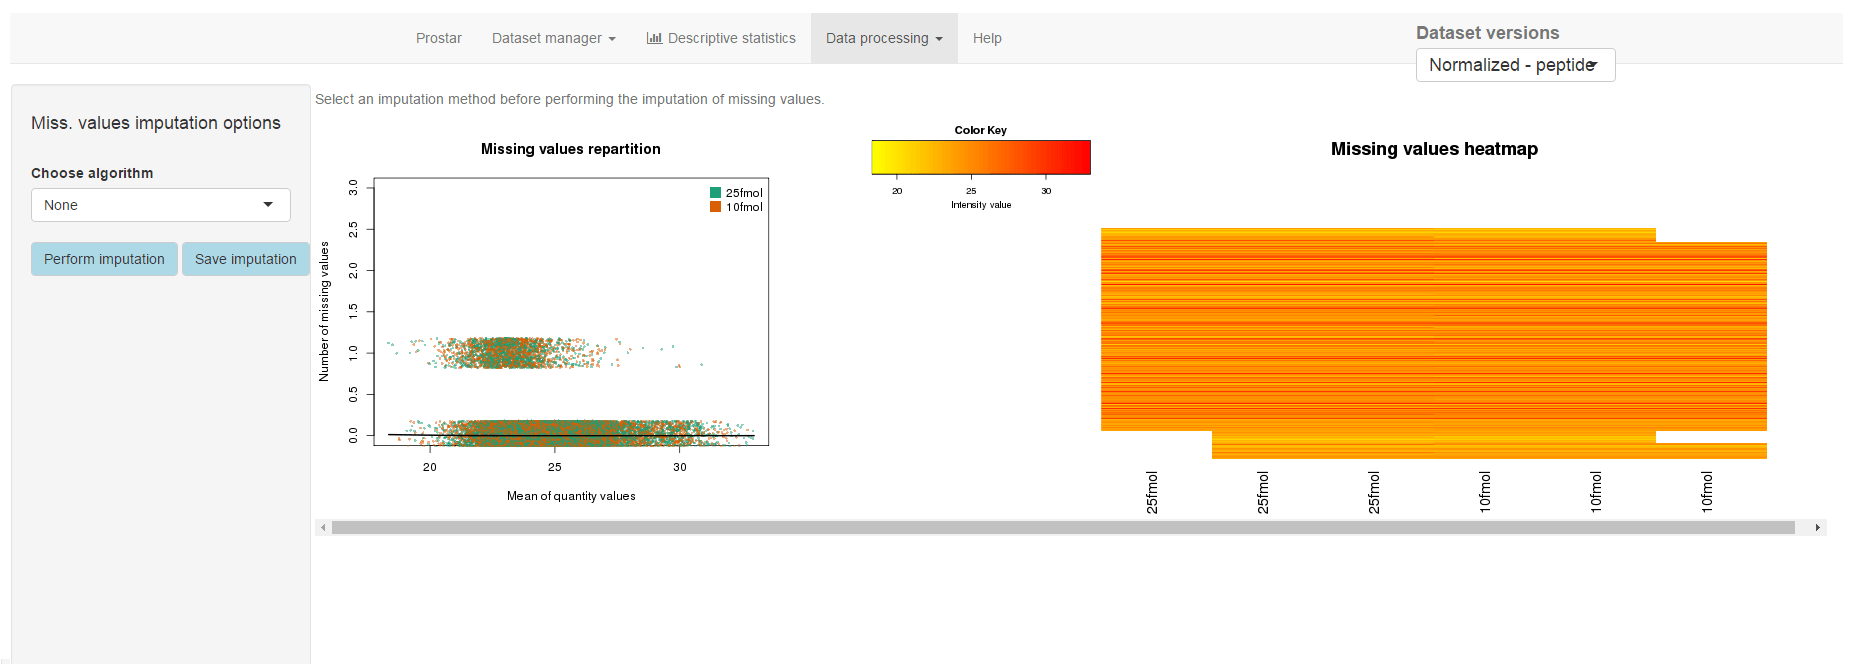 Prostar
Dataset manager
Descriptive statistics
Data processing
Help
Dataset versions
Normalized - peptide
Miss. values imputation options
Choose algorithm
None
Perform imputation
Save imputation
Select an imputation method before performing the imputation of missing values.
Missing values repartition
25fmol
10fmol
Number of missing values
3.0
2.5
2.0
1.5
1.0
0.5
0.0
20 25 30
Mean of quantity values
Color Key
20 25 30
Intensity value
Missing values heatmap
25fmol
25fmol
25fmol
10fmol
10fmol
10fmol